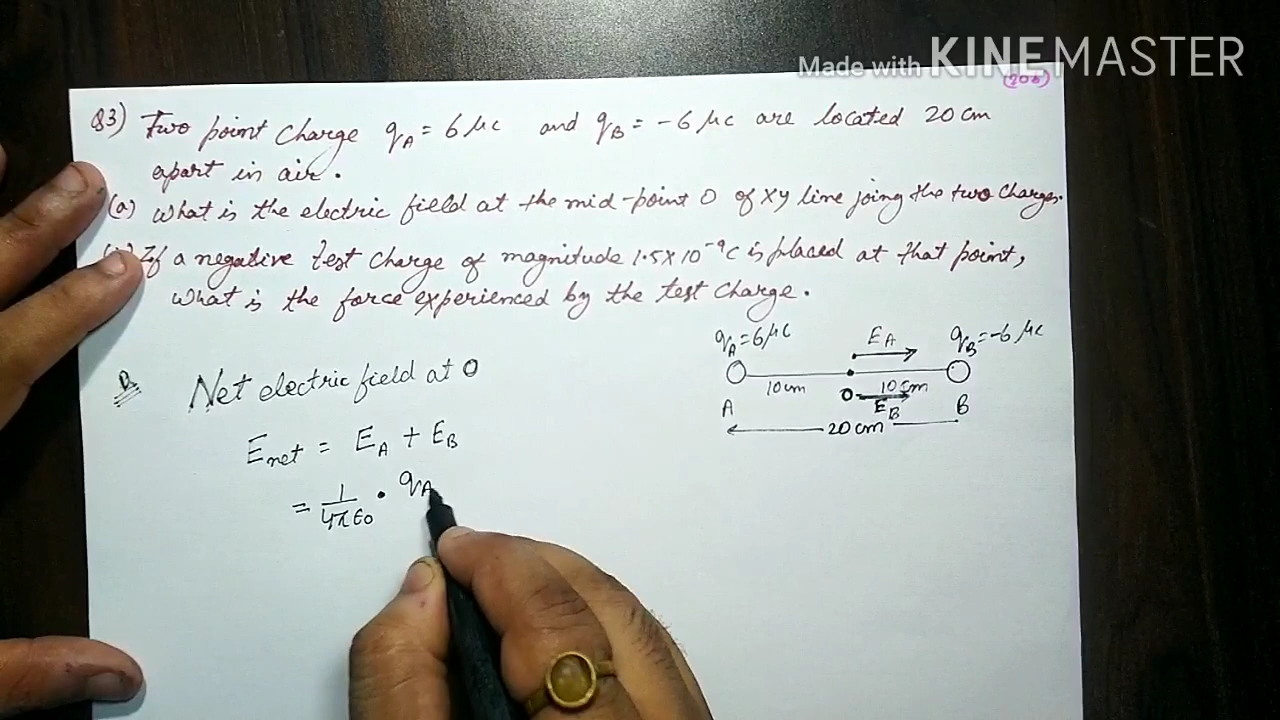 Made with KINEMASTER
(206)
Q3) Two point charge qA = 6 μc and qB = -6 μc are located 20 cm
apart in air.
(a) What is the electric field at the mid-point O of XY line joing the two charges.
If a negative test charge of magnitude 1.5 X 10⁻⁹C is placed at that point,
what is the force experienced by the test charge.
qA = 6 μc
EA
qB = -6 μc
10 cm
O
10 cm
A
EB
B
20 cm
Net electric field at O
Enet = EA + EB
= 1/4πε0 . qA